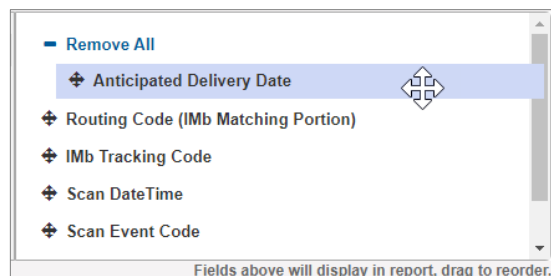 Remove All
Anticipated Delivery Date
Routing Code (IMb Matching Portion)
IMb Tracking Code
Scan DateTime
Scan Event Code
Fields above will display in report, drag to reorder.